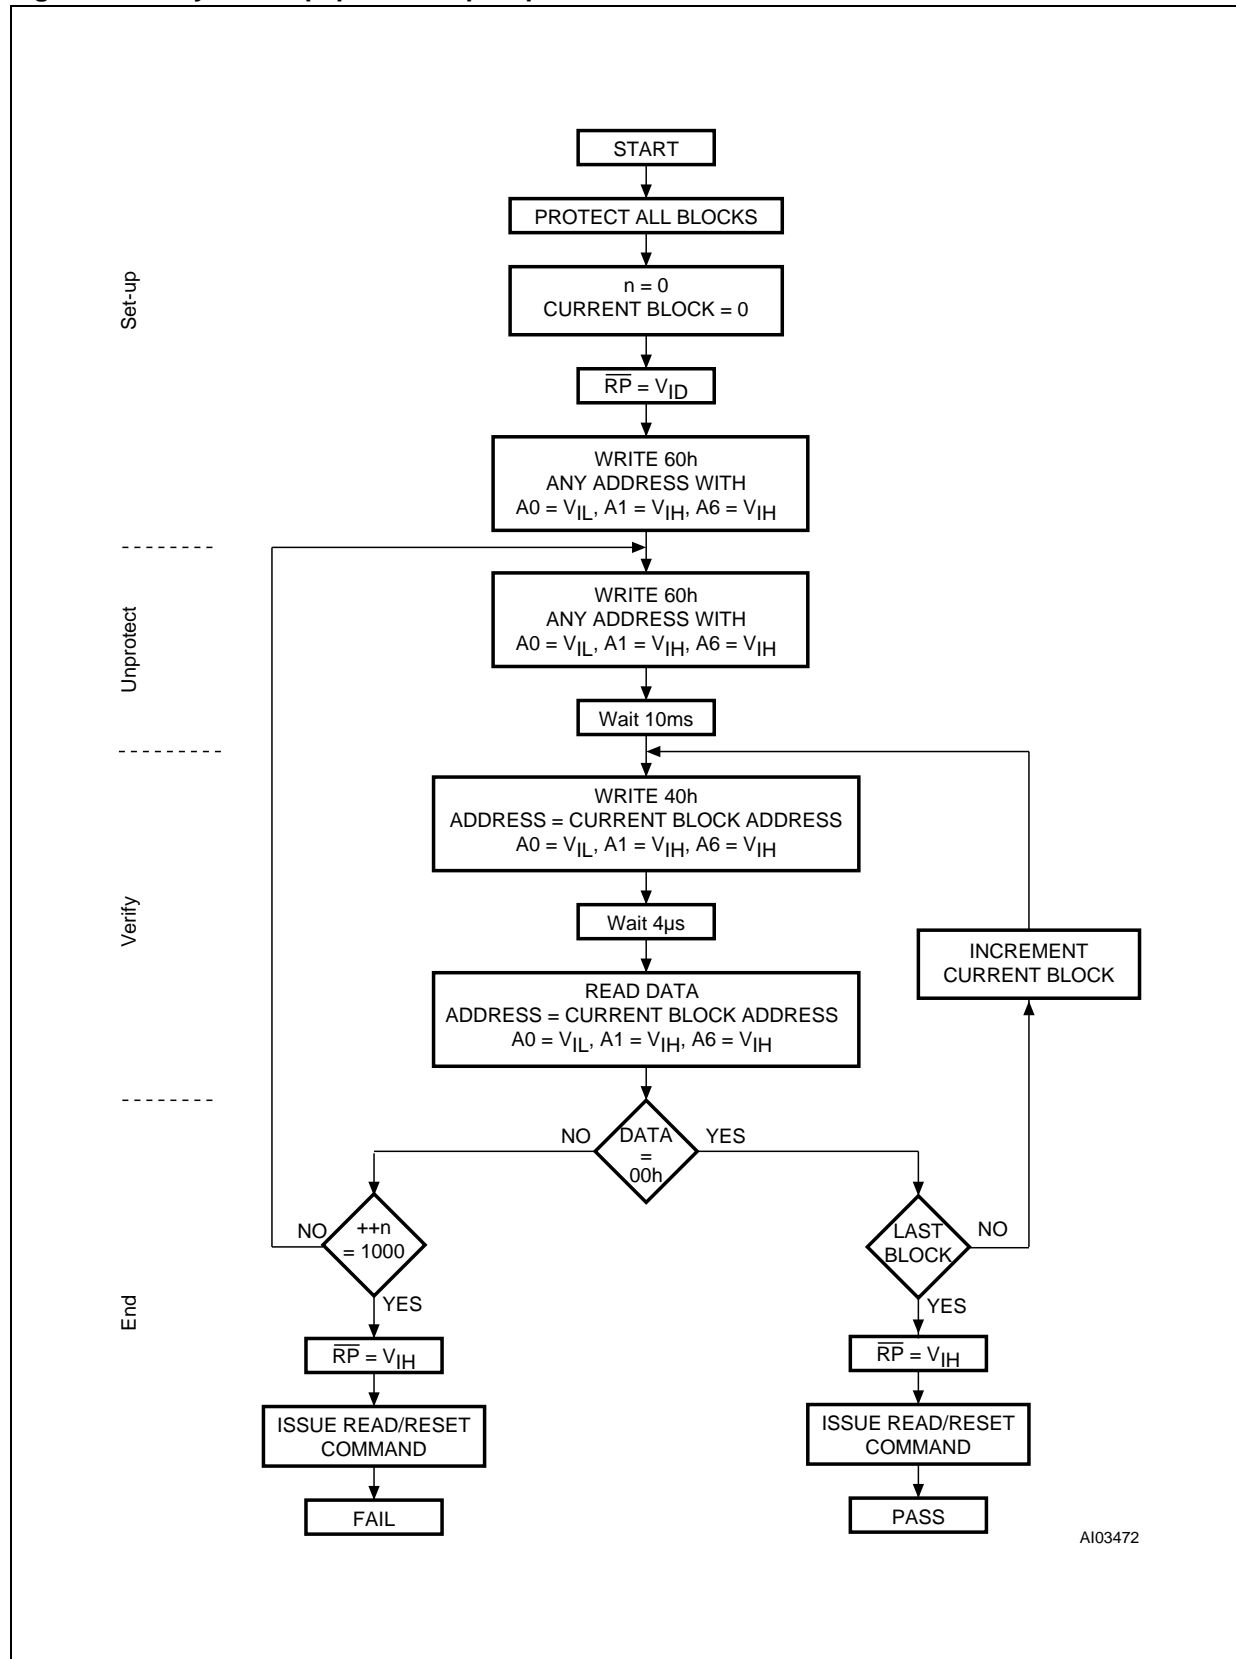 START
PROTECT ALL BLOCKS
n = 0
CURRENT BLOCK = 0
Set-up
RP = VID
WRITE 60h
ANY ADDRESS WITH
A0 = VIL, A1 = VIH, A6 = VIH
WRITE 60h
ANY ADDRESS WITH
A0 = VIL, A1 = VIH, A6 = VIH
Unprotect
Wait 10ms
WRITE 40h
ADDRESS = CURRENT BLOCK ADDRESS
A0 = VIL, A1 = VIH, A6 = VIH
Verify
Wait 4µs
INCREMENT
CURRENT BLOCK
READ DATA
ADDRESS = CURRENT BLOCK ADDRESS
A0 = VIL, A1 = VIH, A6 = VIH
NO
DATA
=
00h
YES
NO
++n
= 1000
LAST
BLOCK
NO
End
YES
YES
RP = VIH
RP = VIH
ISSUE READ/RESET
COMMAND
ISSUE READ/RESET
COMMAND
FAIL
PASS
AI03472